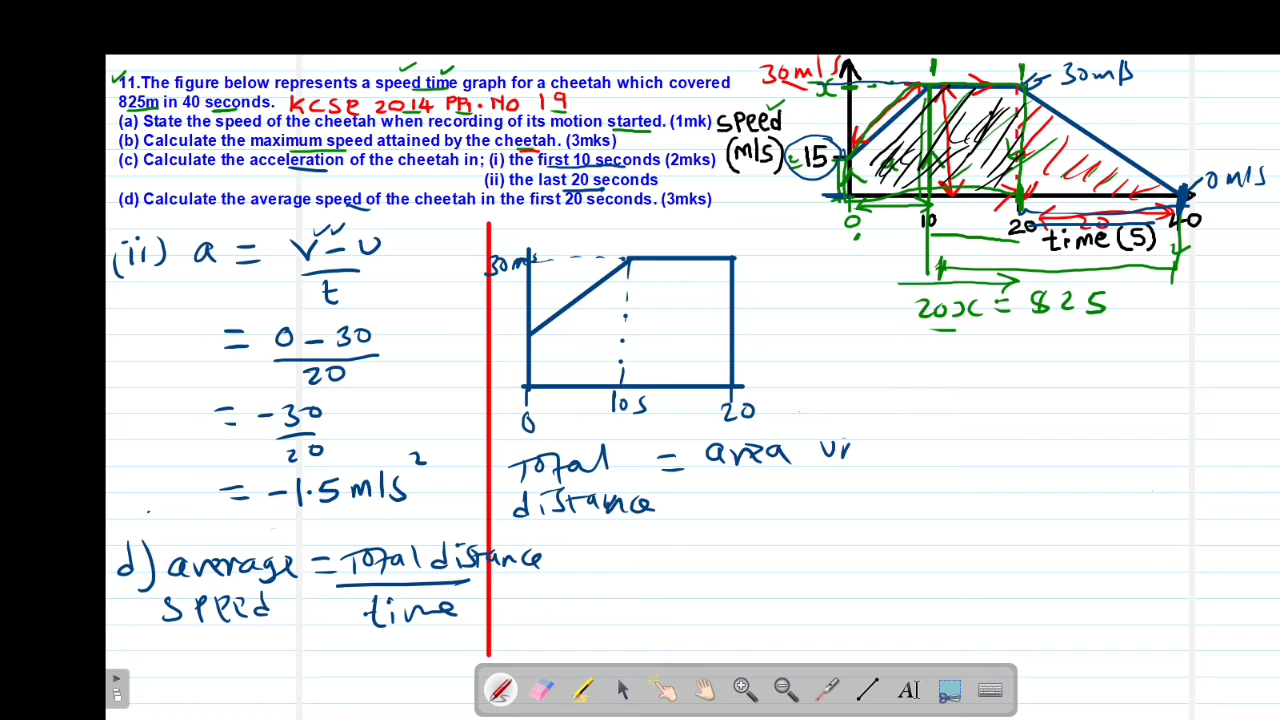 11.The figure below represents a speed time graph for a cheetah which covered
825m in 40 seconds. KCSE 2014 PP1 NO 19
(a) State the speed of the cheetah when recording of its motion started. (1mk)
(b) Calculate the maximum speed attained by the cheetah. (3mks)
(c) Calculate the acceleration of the cheetah in; (i) the first 10 seconds (2mks)
(ii) the last 20 seconds
(d) Calculate the average speed of the cheetah in the first 20 seconds. (3mks)
30m/s
x
30m/s
speed
(m/s)
= 15
0m/s
0
10
20
20
40
time (s)
20x = 825
(ii) a = v - u
t
= 0 - 30
20
= -30
20
= -1.5 m/s²
d) average = Total distance
speed
time
30m/s
0
10s
20
Total = area un
distance
AI